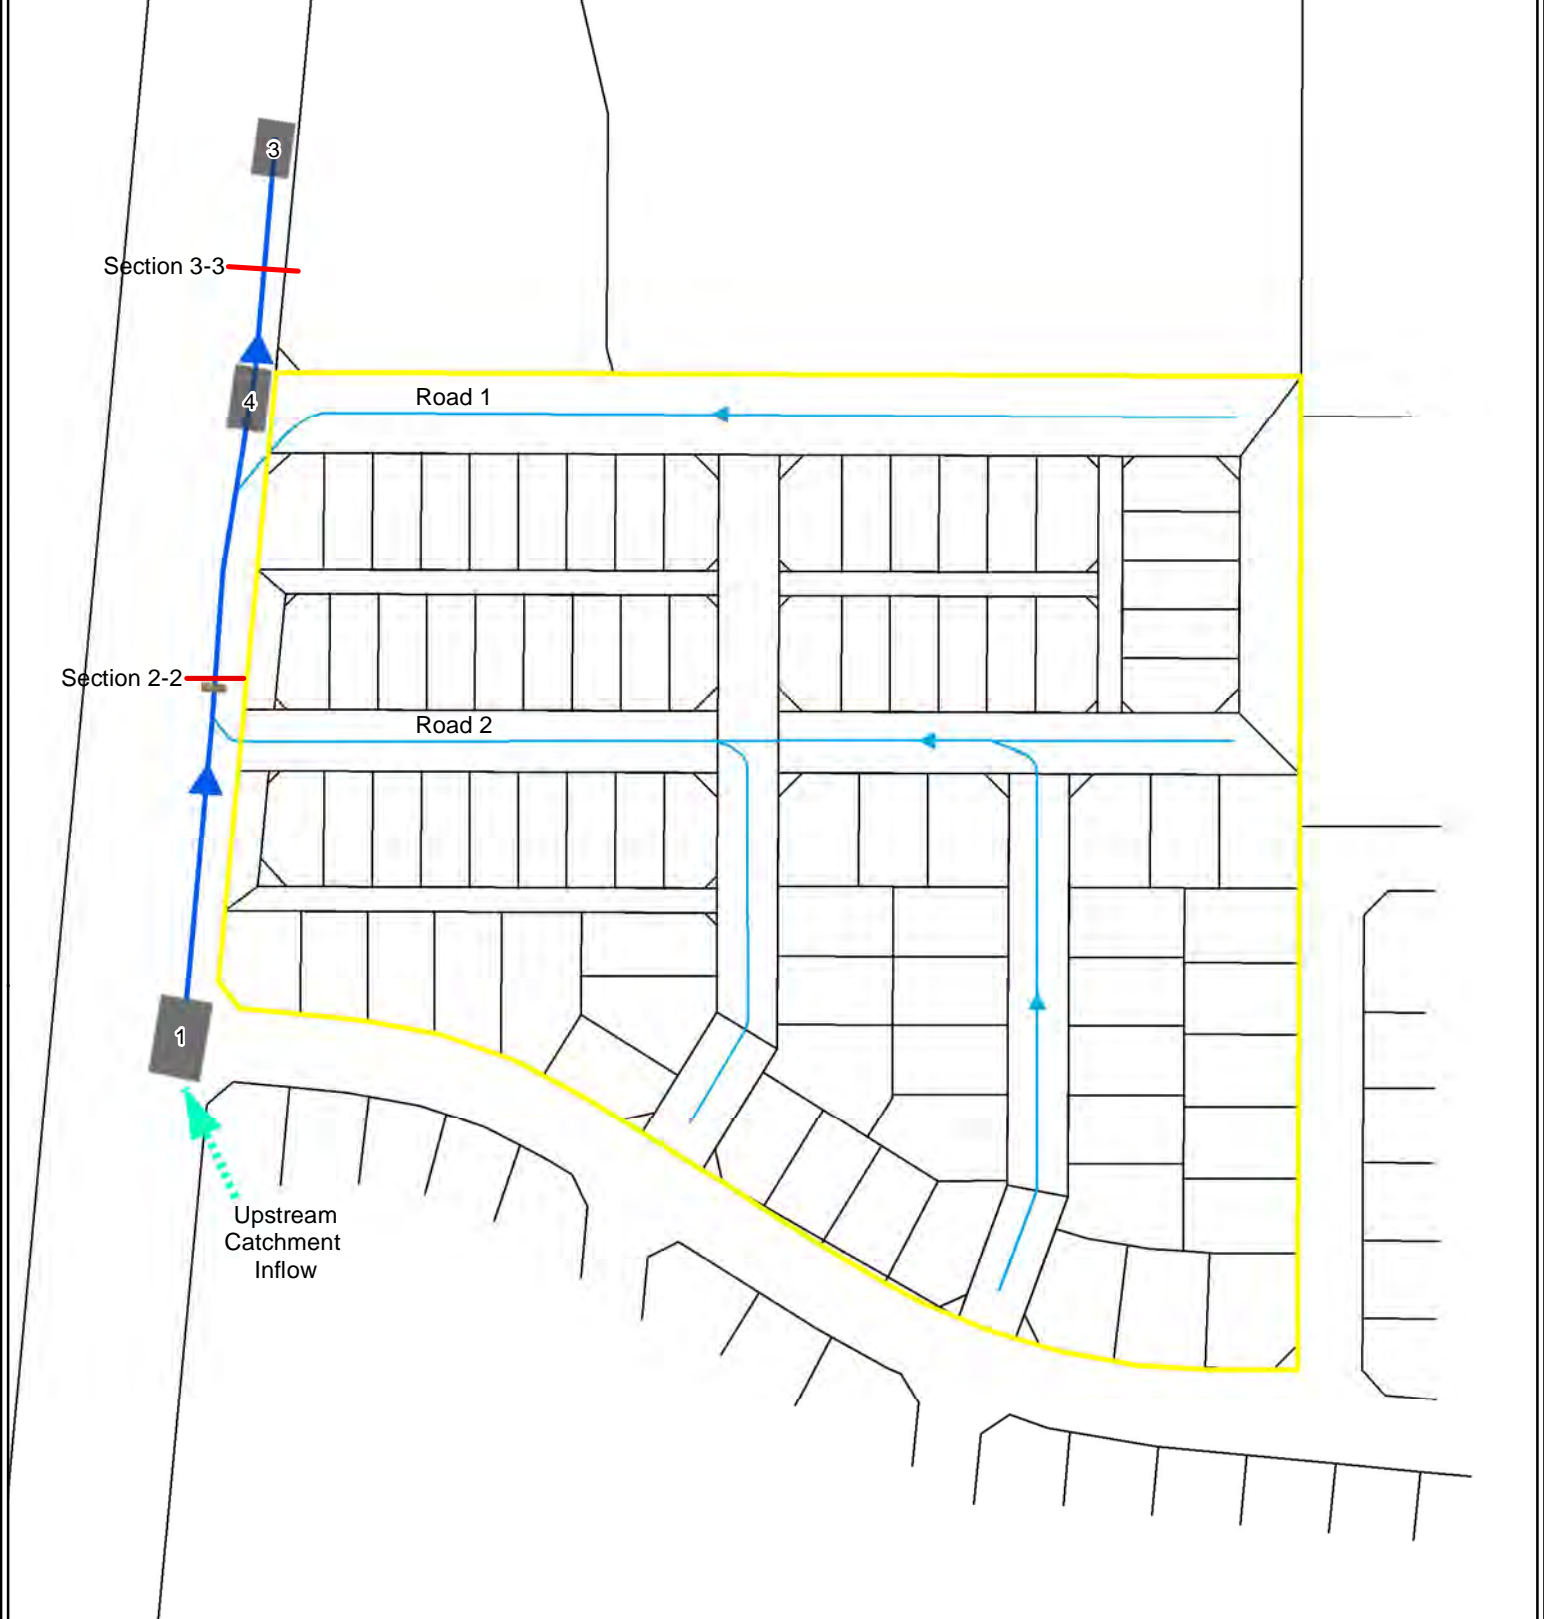 3
Section 3-3
Road 1
4
Section 2-2
Road 2
1
Upstream
Catchment
Inflow